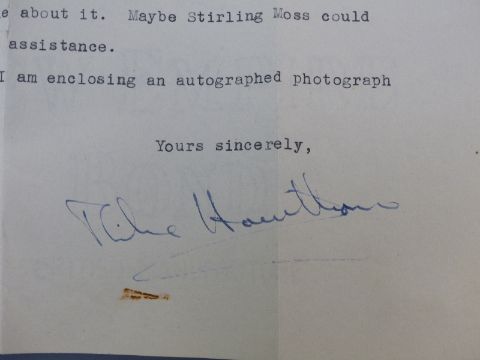 e about it. Maybe Stirling Moss could
assistance.
I am enclosing an autographed photograph
Yours sincerely,
Mike Hawthorn